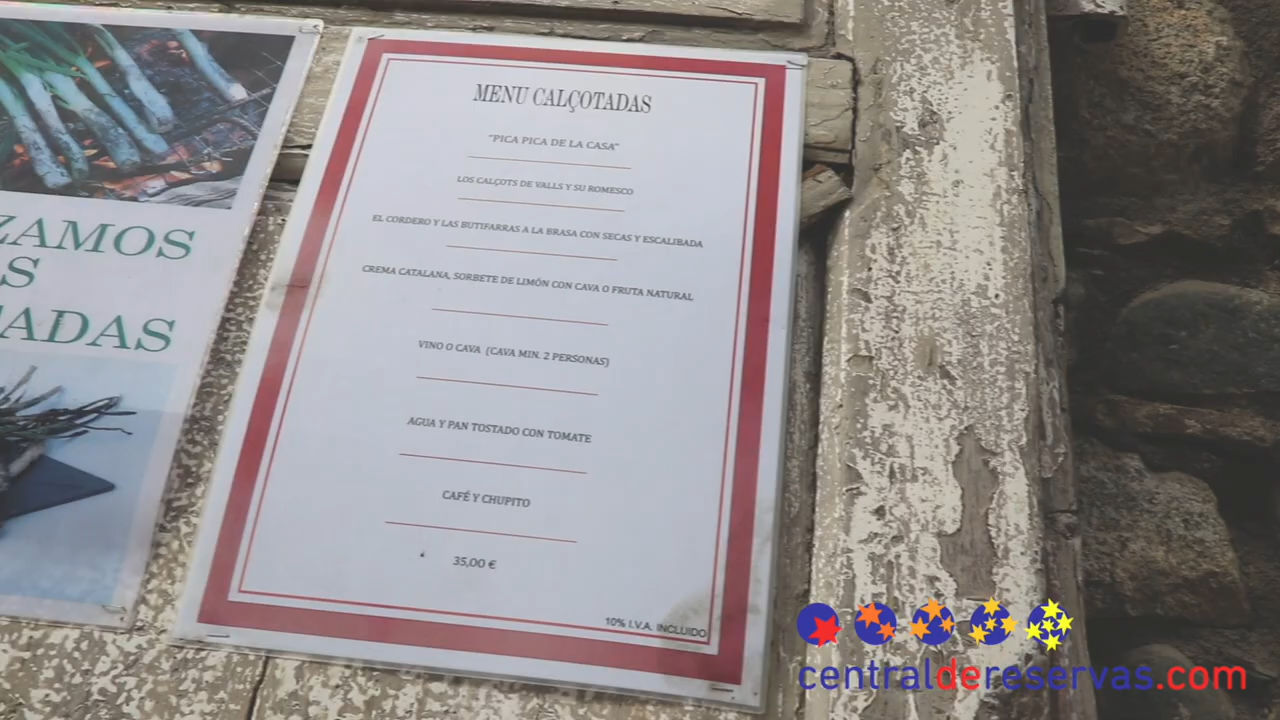 ZAMOS
S
ADAS
MENU CALÇOTADAS
"PICA PICA DE LA CASA"
LOS CALÇOTS DE VALLS Y SU ROMESCO
EL CORDERO Y LAS BUTIFARRAS A LA BRASA CON SECAS Y ESCALIBADA
CREMA CATALANA, SORBETE DE LIMÓN CON CAVA O FRUTA NATURAL
VINO O CAVA (CAVA MIN. 2 PERSONAS)
AGUA Y PAN TOSTADO CON TOMATE
CAFÉ Y CHUPITO
35,00 €
10% I.V.A. INCLUIDO
centraldereservas.com